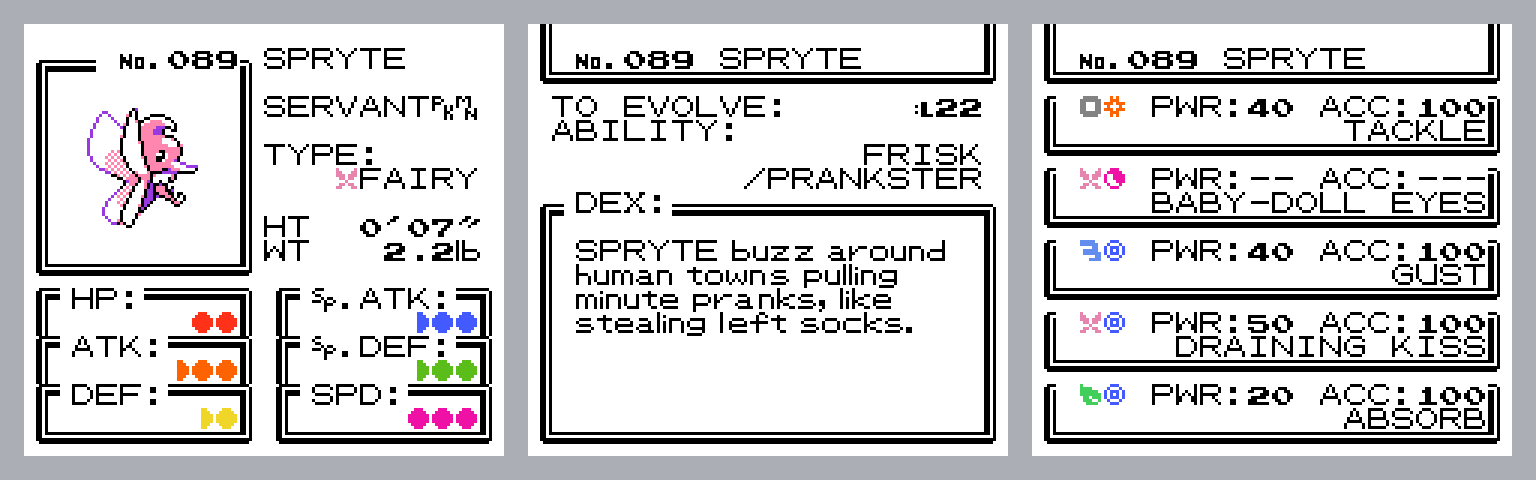 No. 089 SPRYTE
SERVANT PKMN
TYPE:
FAIRY
HT 0'07"
WT 2.2lb
HP:
ATK:
DEF:
Sp. ATK:
Sp. DEF:
SPD:
No. 089 SPRYTE
TO EVOLVE: :L22
ABILITY:
FRISK
/PRANKSTER
DEX:
SPRYTE buzz around
human towns pulling
minute pranks, like
stealing left socks.
No. 089 SPRYTE
PWR:40 ACC:100
TACKLE
PWR:-- ACC:---
BABY-DOLL EYES
PWR:40 ACC:100
GUST
PWR:50 ACC:100
DRAINING KISS
PWR:20 ACC:100
ABSORB